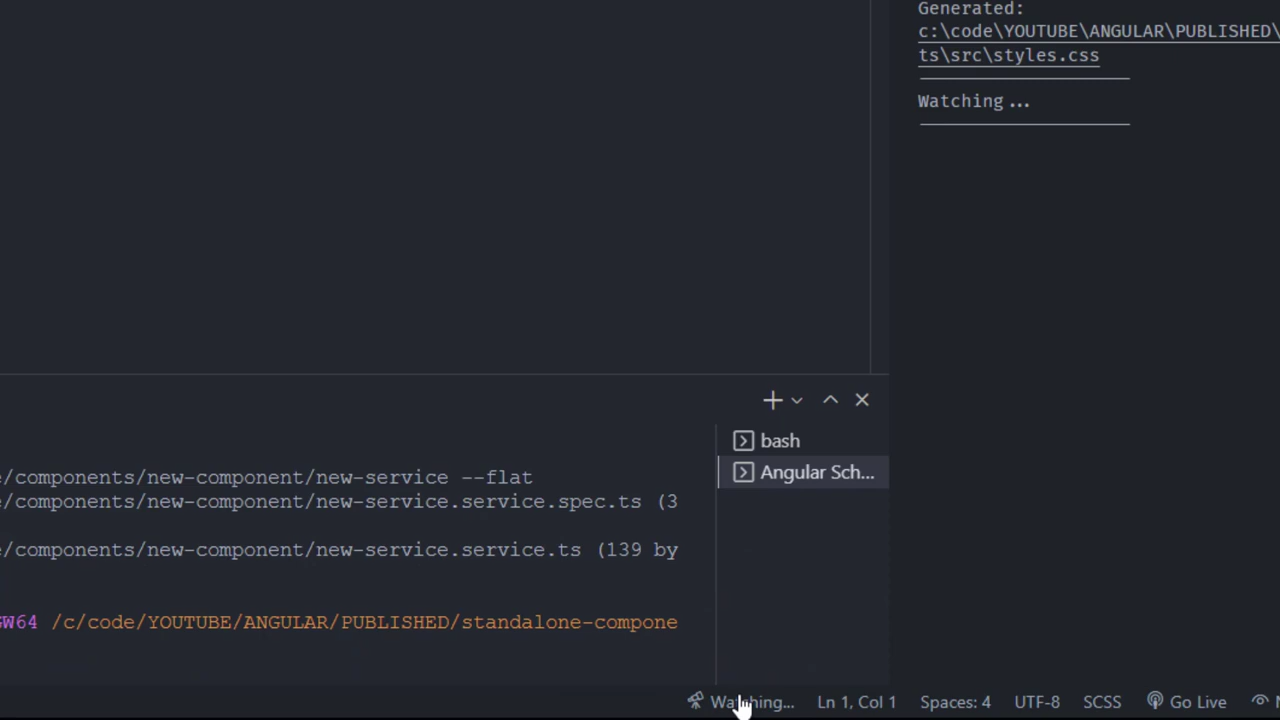 Generated:
c:\code\YOUTUBE\ANGULAR\PUBLISHED\
ts\src\styles.css
Watching...
bash
Angular Sch...
e/components/new-component/new-service --flat
e/components/new-component/new-service.service.spec.ts (3
e/components/new-component/new-service.service.ts (139 by
GW64 /c/code/YOUTUBE/ANGULAR/PUBLISHED/standalone-compone
Watching... Ln 1, Col 1 Spaces: 4 UTF-8 SCSS Go Live